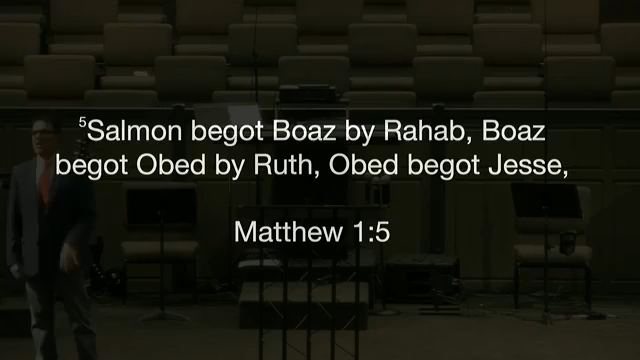 ⁵Salmon begot Boaz by Rahab, Boaz
begot Obed by Ruth, Obed begot Jesse,
Matthew 1:5